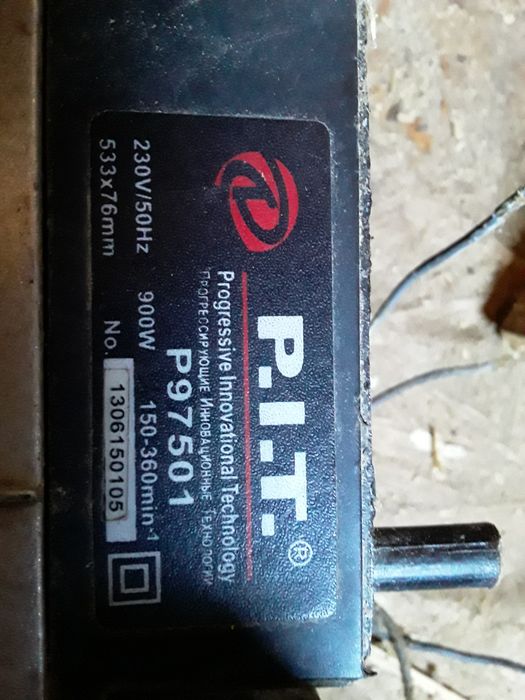 P.I.T.®
Progressive Innovational Technology
ПРОГРЕССИРУЮЩИЕ ИННОВАЦИОННЫЕ ТЕХНОЛОГИИ
P97501
230V/50Hz 900W 150-360min-1
533x76mm No. 1306150105